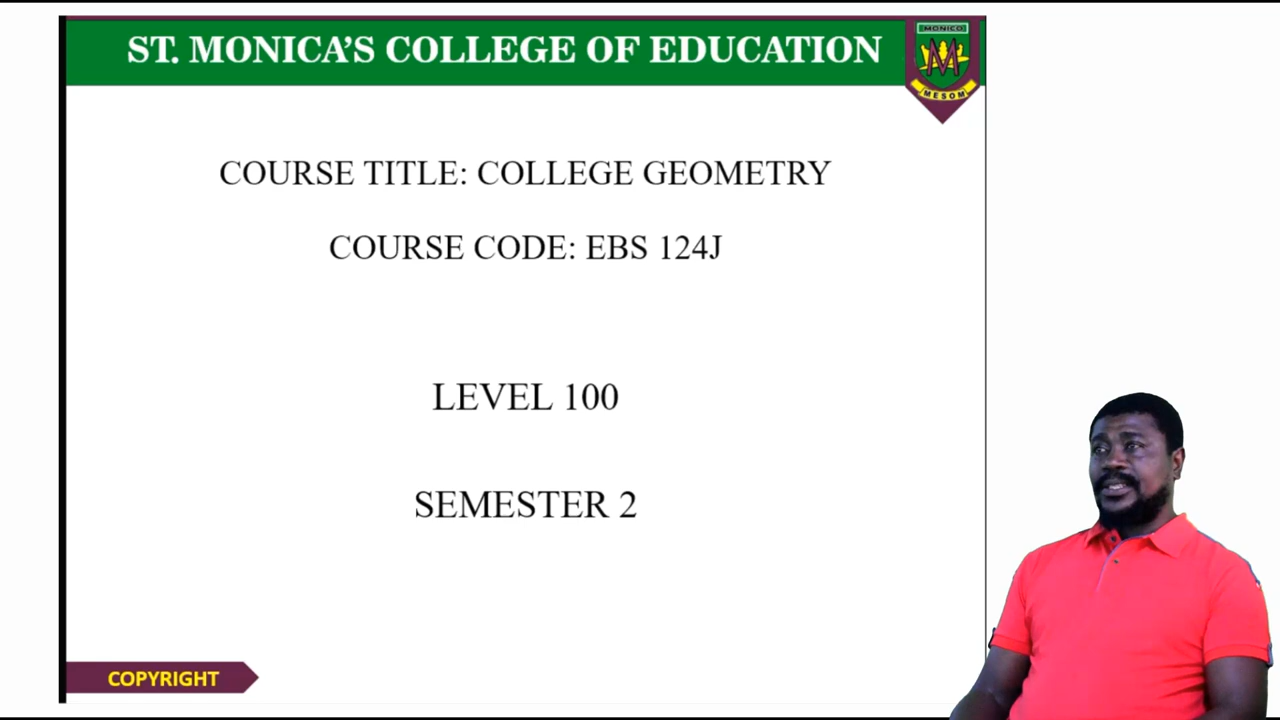 ST. MONICA'S COLLEGE OF EDUCATION
MONICO
MESOM
COURSE TITLE: COLLEGE GEOMETRY
COURSE CODE: EBS 124J
LEVEL 100
SEMESTER 2
COPYRIGHT